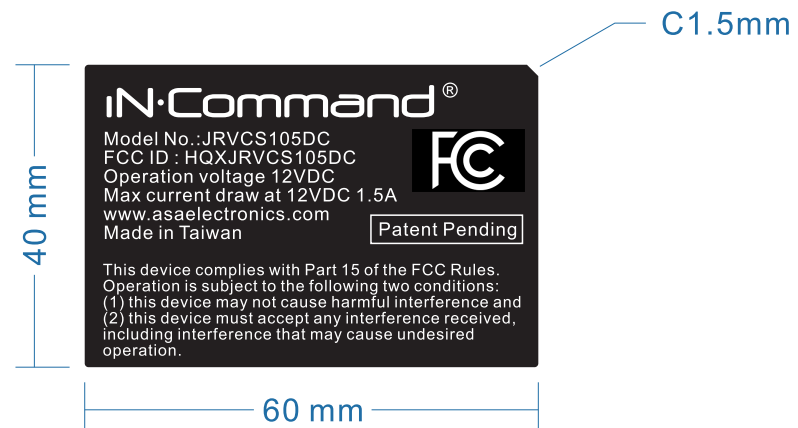 C1.5mm
iN·Command®
Model No.:JRVCS105DC
FCC ID : HQXJRVCS105DC
Operation voltage 12VDC
Max current draw at 12VDC 1.5A
www.asaelectronics.com
Made in Taiwan
FCC
Patent Pending
This device complies with Part 15 of the FCC Rules.
Operation is subject to the following two conditions:
(1) this device may not cause harmful interference and
(2) this device must accept any interference received,
including interference that may cause undesired
operation.
40 mm
60 mm